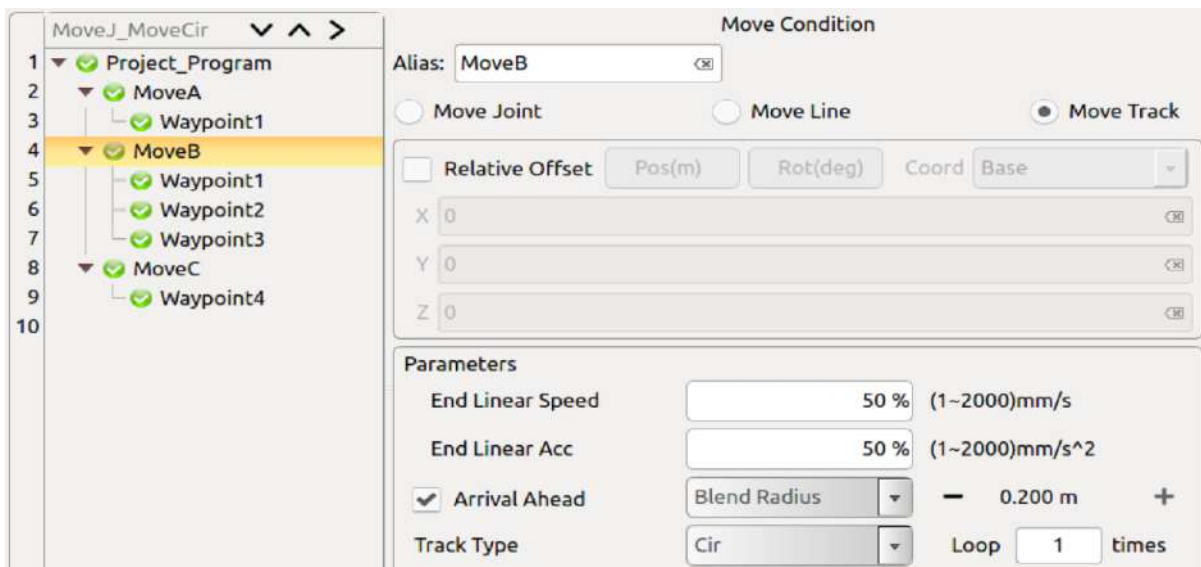 MoveJ_MoveCir
1 Project_Program
2 MoveA
3 Waypoint1
4 MoveB
5 Waypoint1
6 Waypoint2
7 Waypoint3
8 MoveC
9 Waypoint4
10
Move Condition
Alias: MoveB
Move Joint Move Line Move Track
Relative Offset Pos(m) Rot(deg) Coord Base
X 0
Y 0
Z 0
Parameters
End Linear Speed 50 % (1~2000)mm/s
End Linear Acc 50 % (1~2000)mm/s^2
Arrival Ahead Blend Radius − 0.200 m +
Track Type Cir Loop 1 times